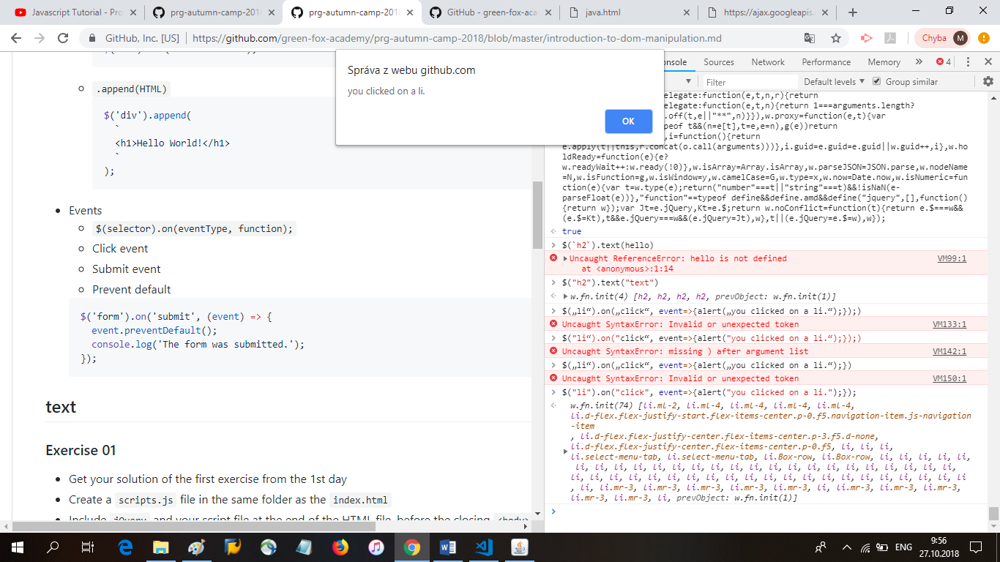 Javascript Tutorial - Pro
prg-autumn-camp-2018
prg-autumn-camp-2018
GitHub - green-fox-aca
java.html
https://ajax.googleapis.
GitHub, Inc. [US]
https://github.com/green-fox-academy/prg-autumn-camp-2018/blob/master/introduction-to-dom-manipulation.md
Chyba
M
Správa z webu github.com
you clicked on a li.
OK
.append(HTML)
$('div').append(
`
<h1>Hello World!</h1>
`
);
Events
$(selector).on(eventType, function);
Click event
Submit event
Prevent default
$('form').on('submit', (event) => {
event.preventDefault();
console.log('The form was submitted.');
});
text
Exercise 01
Get your solution of the first exercise from the 1st day
Create a scripts.js file in the same folder as the index.html
Include jQuery and your script file at the end of the HTML file, before the closing <body>
onsole Sources Network Performance Memory » 4
Filter Default levels Group similar
elegate:function(e,t,n,r){return
elegate:function(e,t,n){return 1===arguments.length?
.off(t,e||"**",n)}}),w.proxy=function(e,t){var
peof t&&(n=e[t],t=e,e=n),g(e))return
,i=function(){return
e.apply(t||this,r.concat(o.call(arguments)))},i.guid=e.guid=e.guid||w.guid++,i},w.ho
ldReady=function(e){e?
w.readyWait++:w.ready(!0)},w.isArray=Array.isArray,w.parseJSON=JSON.parse,w.nodeName
=N,w.isFunction=g,w.isWindow=y,w.camelCase=G,w.type=x,w.now=Date.now,w.isNumeric=fun
ction(e){var t=w.type(e);return("number"===t||"string"===t)&&!isNaN(e-
parseFloat(e))},"function"==typeof define&&define.amd&&define("jquery",[],function()
{return w});var Jt=e.jQuery,Kt=e.$;return w.noConflict=function(t){return e.$===w&&
(e.$=Kt),t&&e.jQuery===w&&(e.jQuery=Jt),w},t||(e.jQuery=e.$=w),w});
true
$(`h2`).text(hello)
Uncaught ReferenceError: hello is not defined VM99:1
at <anonymous>:1:14
$("h2").text("text")
w.fn.init(4) [h2, h2, h2, h2, prevObject: w.fn.init(1)]
$(„li“).on(„click“, event=>{alert(„you clicked on a li.“);});)
Uncaught SyntaxError: Invalid or unexpected token VM133:1
$("li“).on("click“, event=>{alert("you clicked on a li.“);});)
Uncaught SyntaxError: missing ) after argument list VM142:1
$(„li“).on(„click“, event=>{alert(„you clicked on a li.“);})
Uncaught SyntaxError: Invalid or unexpected token VM150:1
$("li").on("click", event=>{alert("you clicked on a li.");});
w.fn.init(74) [li.ml-2, li.ml-4, li.ml-4, li.ml-4, li.ml-4,
li.d-flex.flex-justify-start.flex-items-center.p-0.f5.navigation-item.js-navigation
-item
, li.d-flex.flex-justify-center.flex-items-center.p-3.f5.d-none,
li.d-flex.flex-justify-center.flex-items-center.p-0.f5, li, li, li,
li.select-menu-tab, li.select-menu-tab, li.Box-row, li.Box-row, li, li, li, li, li,
li, li, li, li, li, li, li, li, li, li, li, li, li, li, li, li, li, li, li, li,
li, li, li, li, li, li, li, li, li, li, li, li, li, li, li, li, li, li, li, li, li
, li, li.mr-3, li.mr-3, li.mr-3, li.mr-3, li.mr-3, li, li.mr-3, li.mr-3, li.mr-3,
li.mr-3, li.mr-3, li, prevObject: w.fn.init(1)]
ENG
9:56
27.10.2018